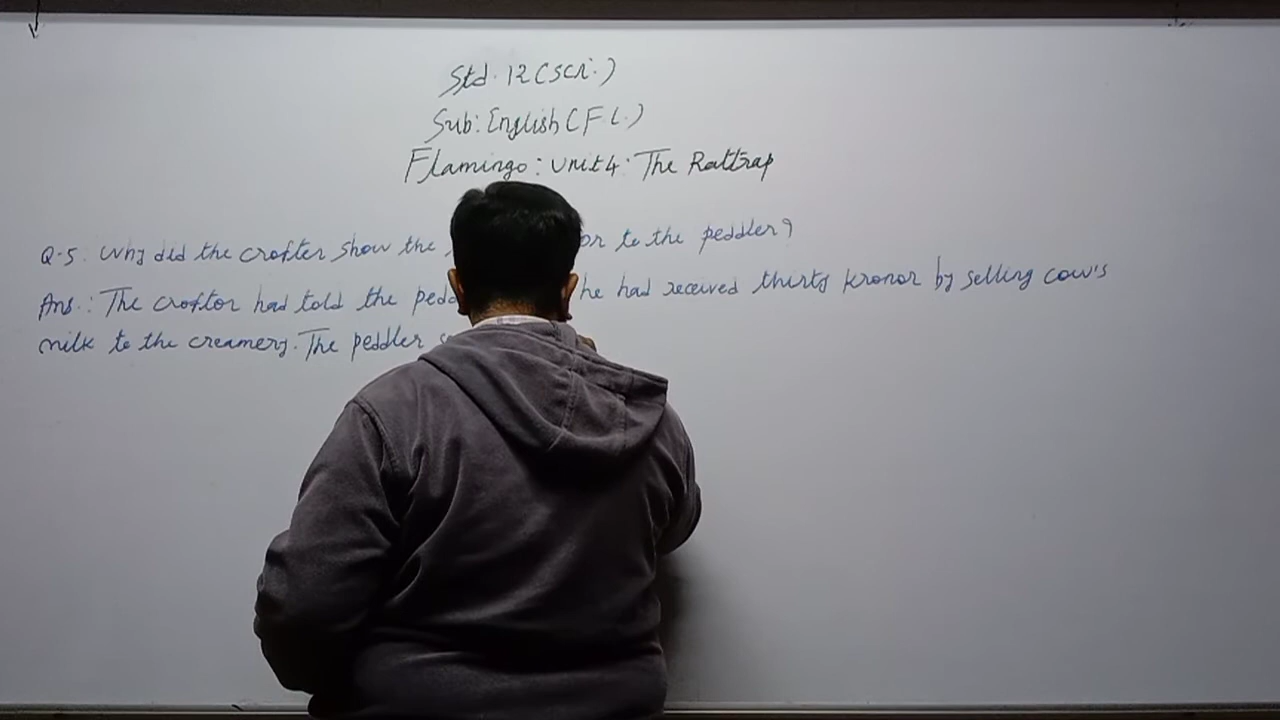 Std. 12 (Sci.)
Sub: English (F.L.)
Flamingo: Unit 4: The Rattrap
Q-5. Why did the crofter show the to the peddler?
Ans.: The croftor had told the he had received thirty kronor by selling cow's
milk to the creamery. The peddler